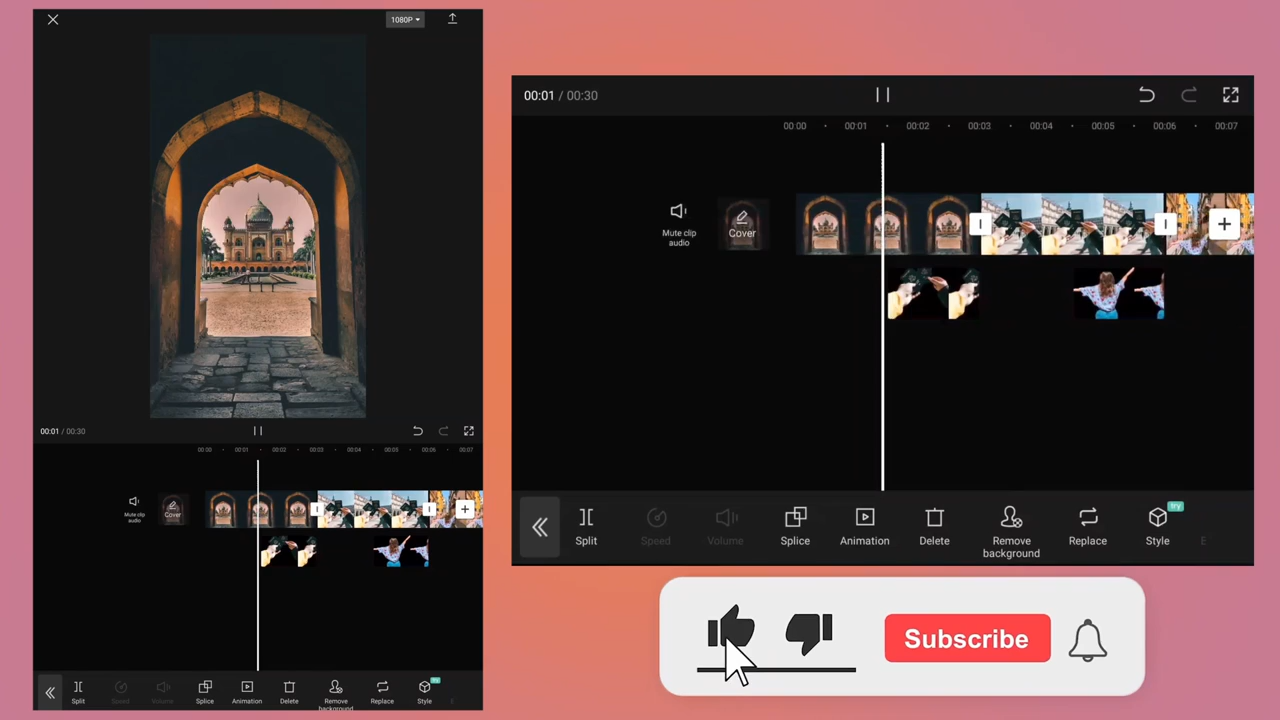 1080P
00:01 / 00:30
00:00 00:01 00:02 00:03 00:04 00:05 00:06 00:07
Mute clip
audio
Cover
Split Speed Volume Splice Animation Delete Remove
background Replace Style
try
E
00:01 / 00:30
00:00 00:01 00:02 00:03 00:04 00:05 00:06 00:07
Mute clip
audio
Cover
try
Split Speed Volume Splice Animation Delete Remove
background Replace Style E
Subscribe